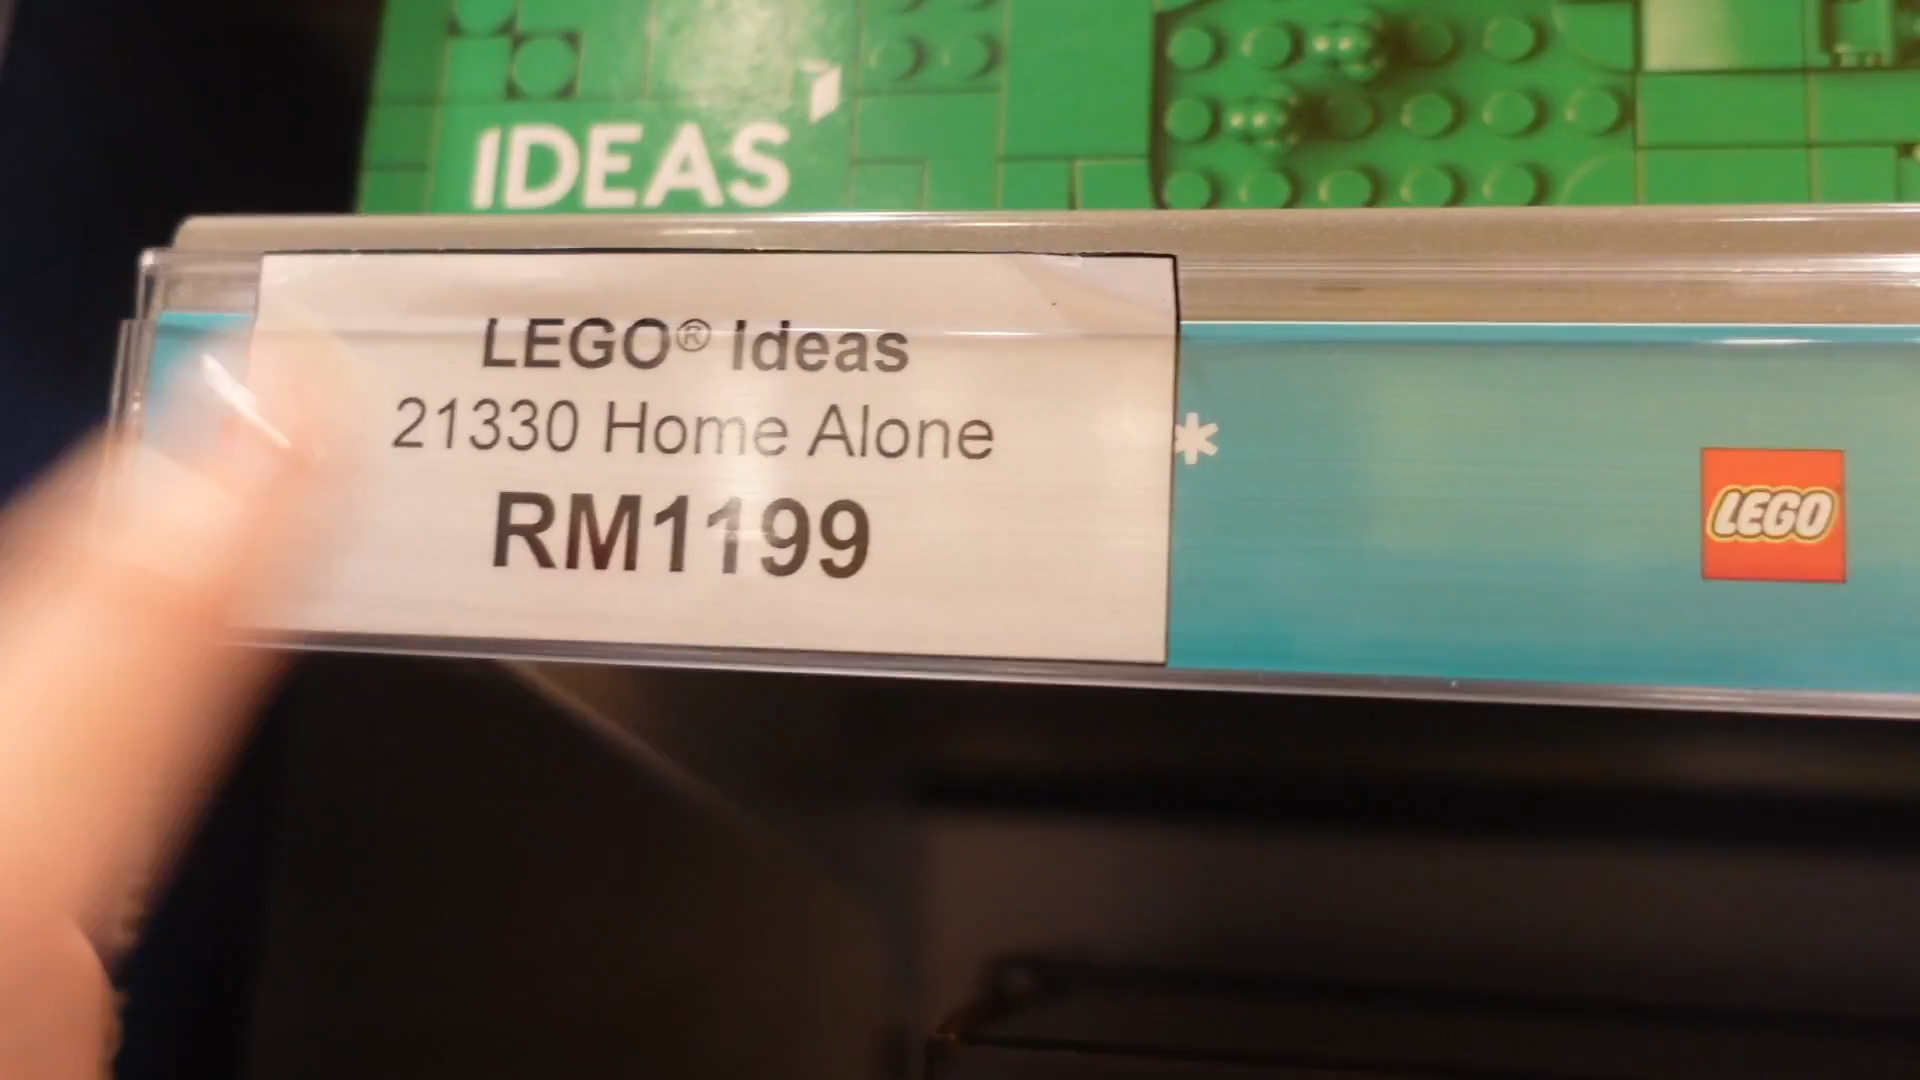 IDEAS
LEGO® Ideas
21330 Home Alone
RM1199
*
LEGO